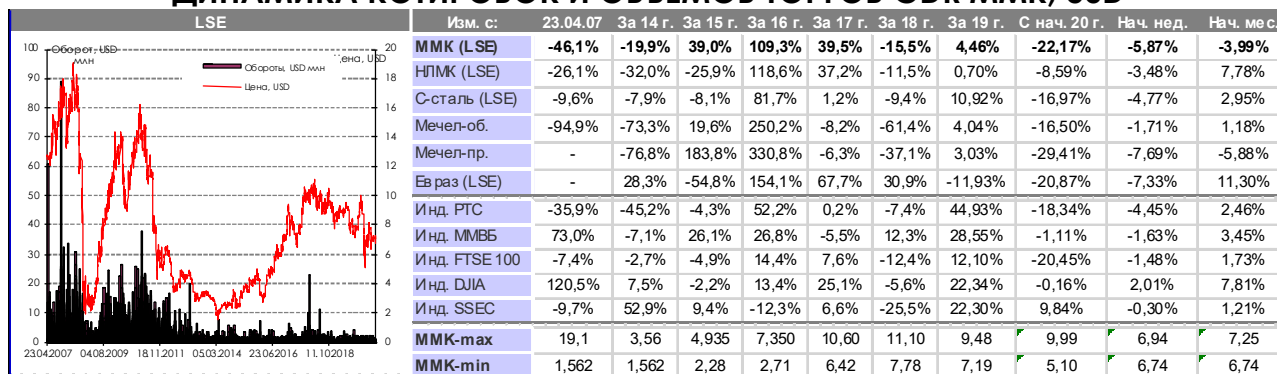 ДИНАМИКА КОТИРОВОК И ОБЪЕМОВ ТОРГОВ GDR ММК, USD
LSE
100 Оборот, USD млн 20
90 18
80 16
70 14
60 12
50 10
40 8
30 6
20 4
10 2
0 0
ена, USD
Обороты, USD млн
Цена, USD
23.04.2007 04.08.2009 18.11.2011 05.03.2014 23.06.2016 11.10.2018
Изм. с: 23.04.07 За 14 г. За 15 г. За 16 г. За 17 г. За 18 г. За 19 г. С нач. 20 г. Нач. нед. Нач. мес
ММК (LSE) -46,1% -19,9% 39,0% 109,3% 39,5% -15,5% 4,46% -22,17% -5,87% -3,99%
НЛМК (LSE) -26,1% -32,0% -25,9% 118,6% 37,2% -11,5% 0,70% -8,59% -3,48% 7,78%
С-сталь (LSE) -9,6% -7,9% -8,1% 81,7% 1,2% -9,4% 10,92% -16,97% -4,77% 2,95%
Мечел-об. -94,9% -73,3% 19,6% 250,2% -8,2% -61,4% 4,04% -16,50% -1,71% 1,18%
Мечел-пр. - -76,8% 183,8% 330,8% -6,3% -37,1% 3,03% -29,41% -7,69% -5,88%
Евраз (LSE) - 28,3% -54,8% 154,1% 67,7% 30,9% -11,93% -20,87% -7,33% 11,30%
Инд. РТС -35,9% -45,2% -4,3% 52,2% 0,2% -7,4% 44,93% -18,34% -4,45% 2,46%
Инд. ММВБ 73,0% -7,1% 26,1% 26,8% -5,5% 12,3% 28,55% -1,11% -1,63% 3,45%
Инд. FTSE 100 -7,4% -2,7% -4,9% 14,4% 7,6% -12,4% 12,10% -20,45% -1,48% 1,73%
Инд. DJIA 120,5% 7,5% -2,2% 13,4% 25,1% -5,6% 22,34% -0,16% 2,01% 7,81%
Инд. SSEC -9,7% 52,9% 9,4% -12,3% 6,6% -25,5% 22,30% 9,84% -0,30% 1,21%
ММК-max 19,1 3,56 4,935 7,350 10,60 11,10 9,48 9,99 6,94 7,25
ММК-min 1,562 1,562 2,28 2,71 6,42 7,78 7,19 5,10 6,74 6,74